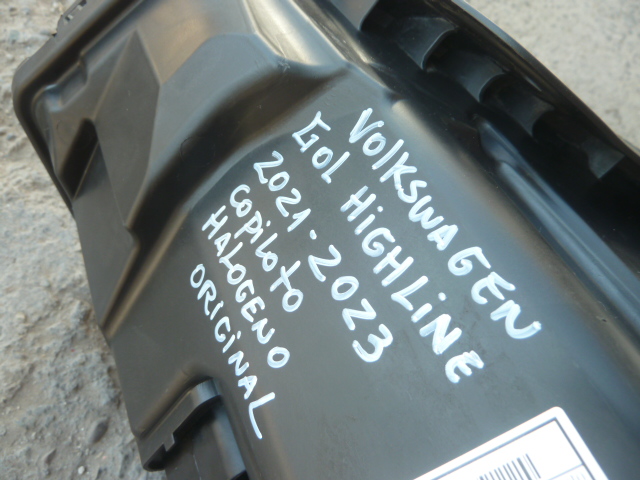 VOLKSWAGEN
GOL HIGHLINE
2021-2023
COPILOTO
HALOGENO
ORIGINAL